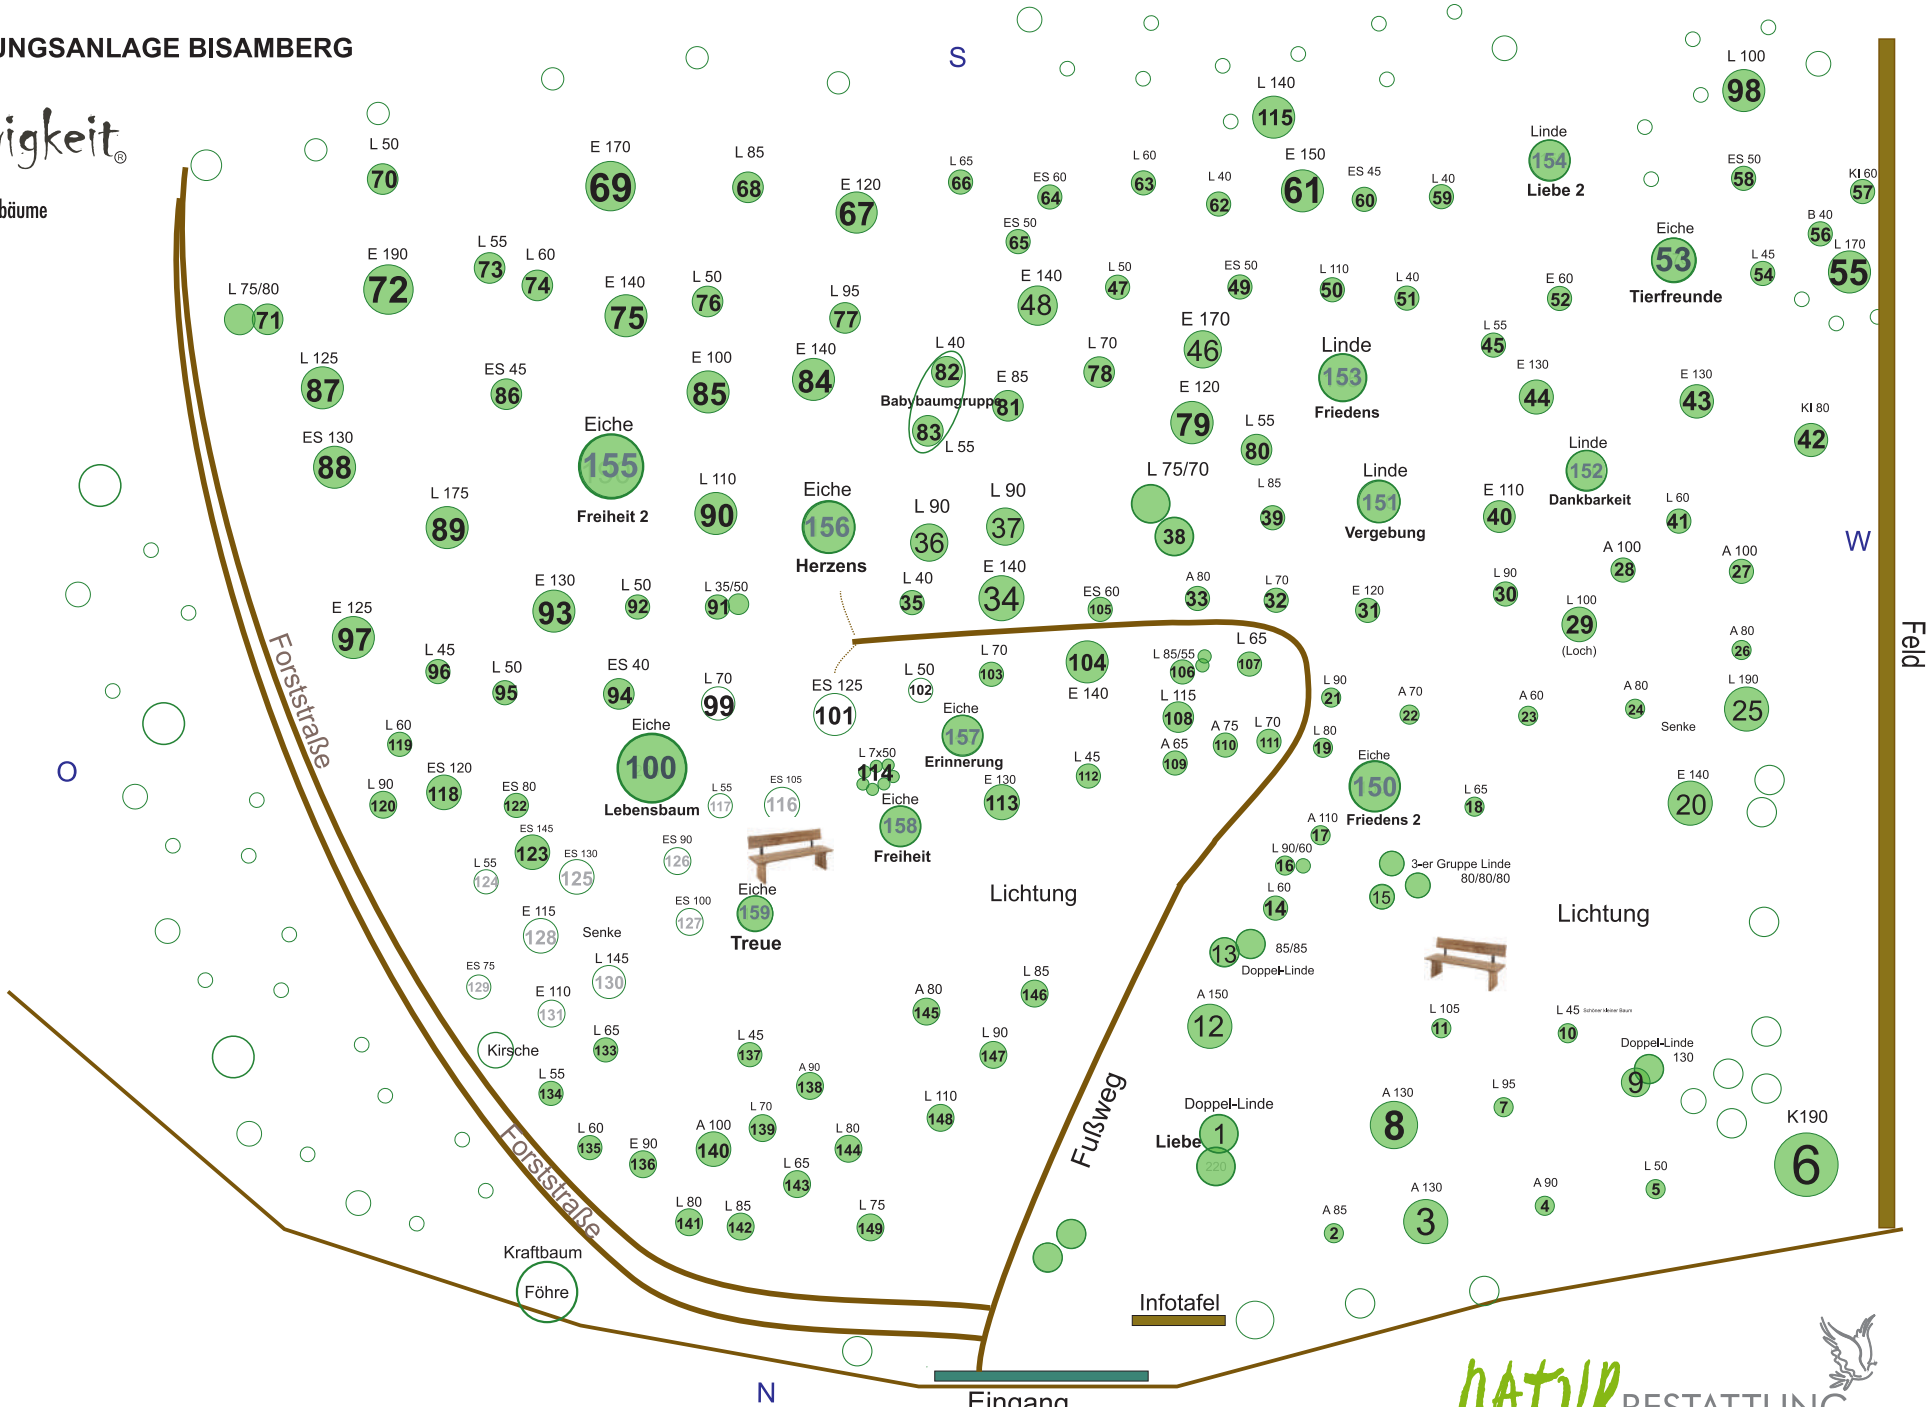 UNGSANLAGE BISAMBERG
igkeit®
bäume
S
L 100
98
L 140
115
Linde
154
Liebe 2
L 50
70
E 170
69
L 85
68
E 120
67
L 65
66
ES 60
64
L 60
63
L 40
62
E 150
61
ES 45
60
L 40
59
ES 50
58
KI 60
57
B 40
56
ES 50
65
Eiche
53
Tierfreunde
L 45
54
L 170
55
L 75/80
71
E 190
72
L 55
73
L 60
74
E 140
75
L 50
76
L 95
77
E 140
48
L 50
47
ES 50
49
L 110
50
L 40
51
E 60
52
L 125
87
ES 45
86
E 100
85
E 140
84
L 40
82
Babybaumgruppe
83
L 55
E 85
81
L 70
78
E 170
46
Linde
153
Friedens
L 55
45
E 130
44
E 130
43
KI 80
42
ES 130
88
Eiche
155
Freiheit 2
E 120
79
L 55
80
Linde
152
Dankbarkeit
L 175
89
L 110
90
Eiche
156
Herzens
L 90
36
L 90
37
L 75/70
38
L 85
39
Linde
151
Vergebung
E 110
40
L 60
41
W
A 100
28
A 100
27
E 125
97
E 130
93
L 50
92
L 35/50
91
L 40
35
E 140
34
ES 60
105
A 80
33
L 70
32
E 120
31
L 90
30
L 100
29
(Loch)
A 80
26
Feld
Forststraße
L 45
96
L 50
95
ES 40
94
L 70
99
ES 125
101
L 50
102
L 70
103
104
E 140
L 85/55
106
L 65
107
L 90
21
A 70
22
A 60
23
A 80
24
L 190
25
Senke
L 60
119
Eiche
100
Lebensbaum
Eiche
157
Erinnerung
L 115
108
A 75
110
L 70
111
L 80
19
O
L 90
120
ES 120
118
ES 80
122
L 55
117
ES 105
116
L 7x50
114
E 130
113
L 45
112
A 65
109
Eiche
150
Friedens 2
L 65
18
E 140
20
Eiche
158
Freiheit
ES 145
123
L 55
124
ES 130
125
ES 90
126
A 110
17
L 90/60
16
3-er Gruppe Linde
80/80/80
15
Lichtung
Lichtung
E 115
128
Senke
ES 100
127
Eiche
159
Treue
L 60
14
13
85/85
Doppel-Linde
ES 75
129
L 145
130
E 110
131
A 80
145
L 85
146
A 150
12
L 105
11
L 45
Schöner kleiner Baum
10
Kirsche
L 65
133
L 45
137
L 90
147
Doppel-Linde
130
9
L 55
134
A 90
138
L 110
148
Fußweg
Doppel-Linde
Liebe
1
220
A 130
8
L 95
7
K190
6
Forststraße
L 60
135
E 90
136
A 100
140
L 70
139
L 80
144
L 65
143
L 50
5
L 80
141
L 85
142
L 75
149
A 85
2
A 130
3
A 90
4
Kraftbaum
Föhre
Infotafel
N
Eingang
NATUR BESTATTUNG